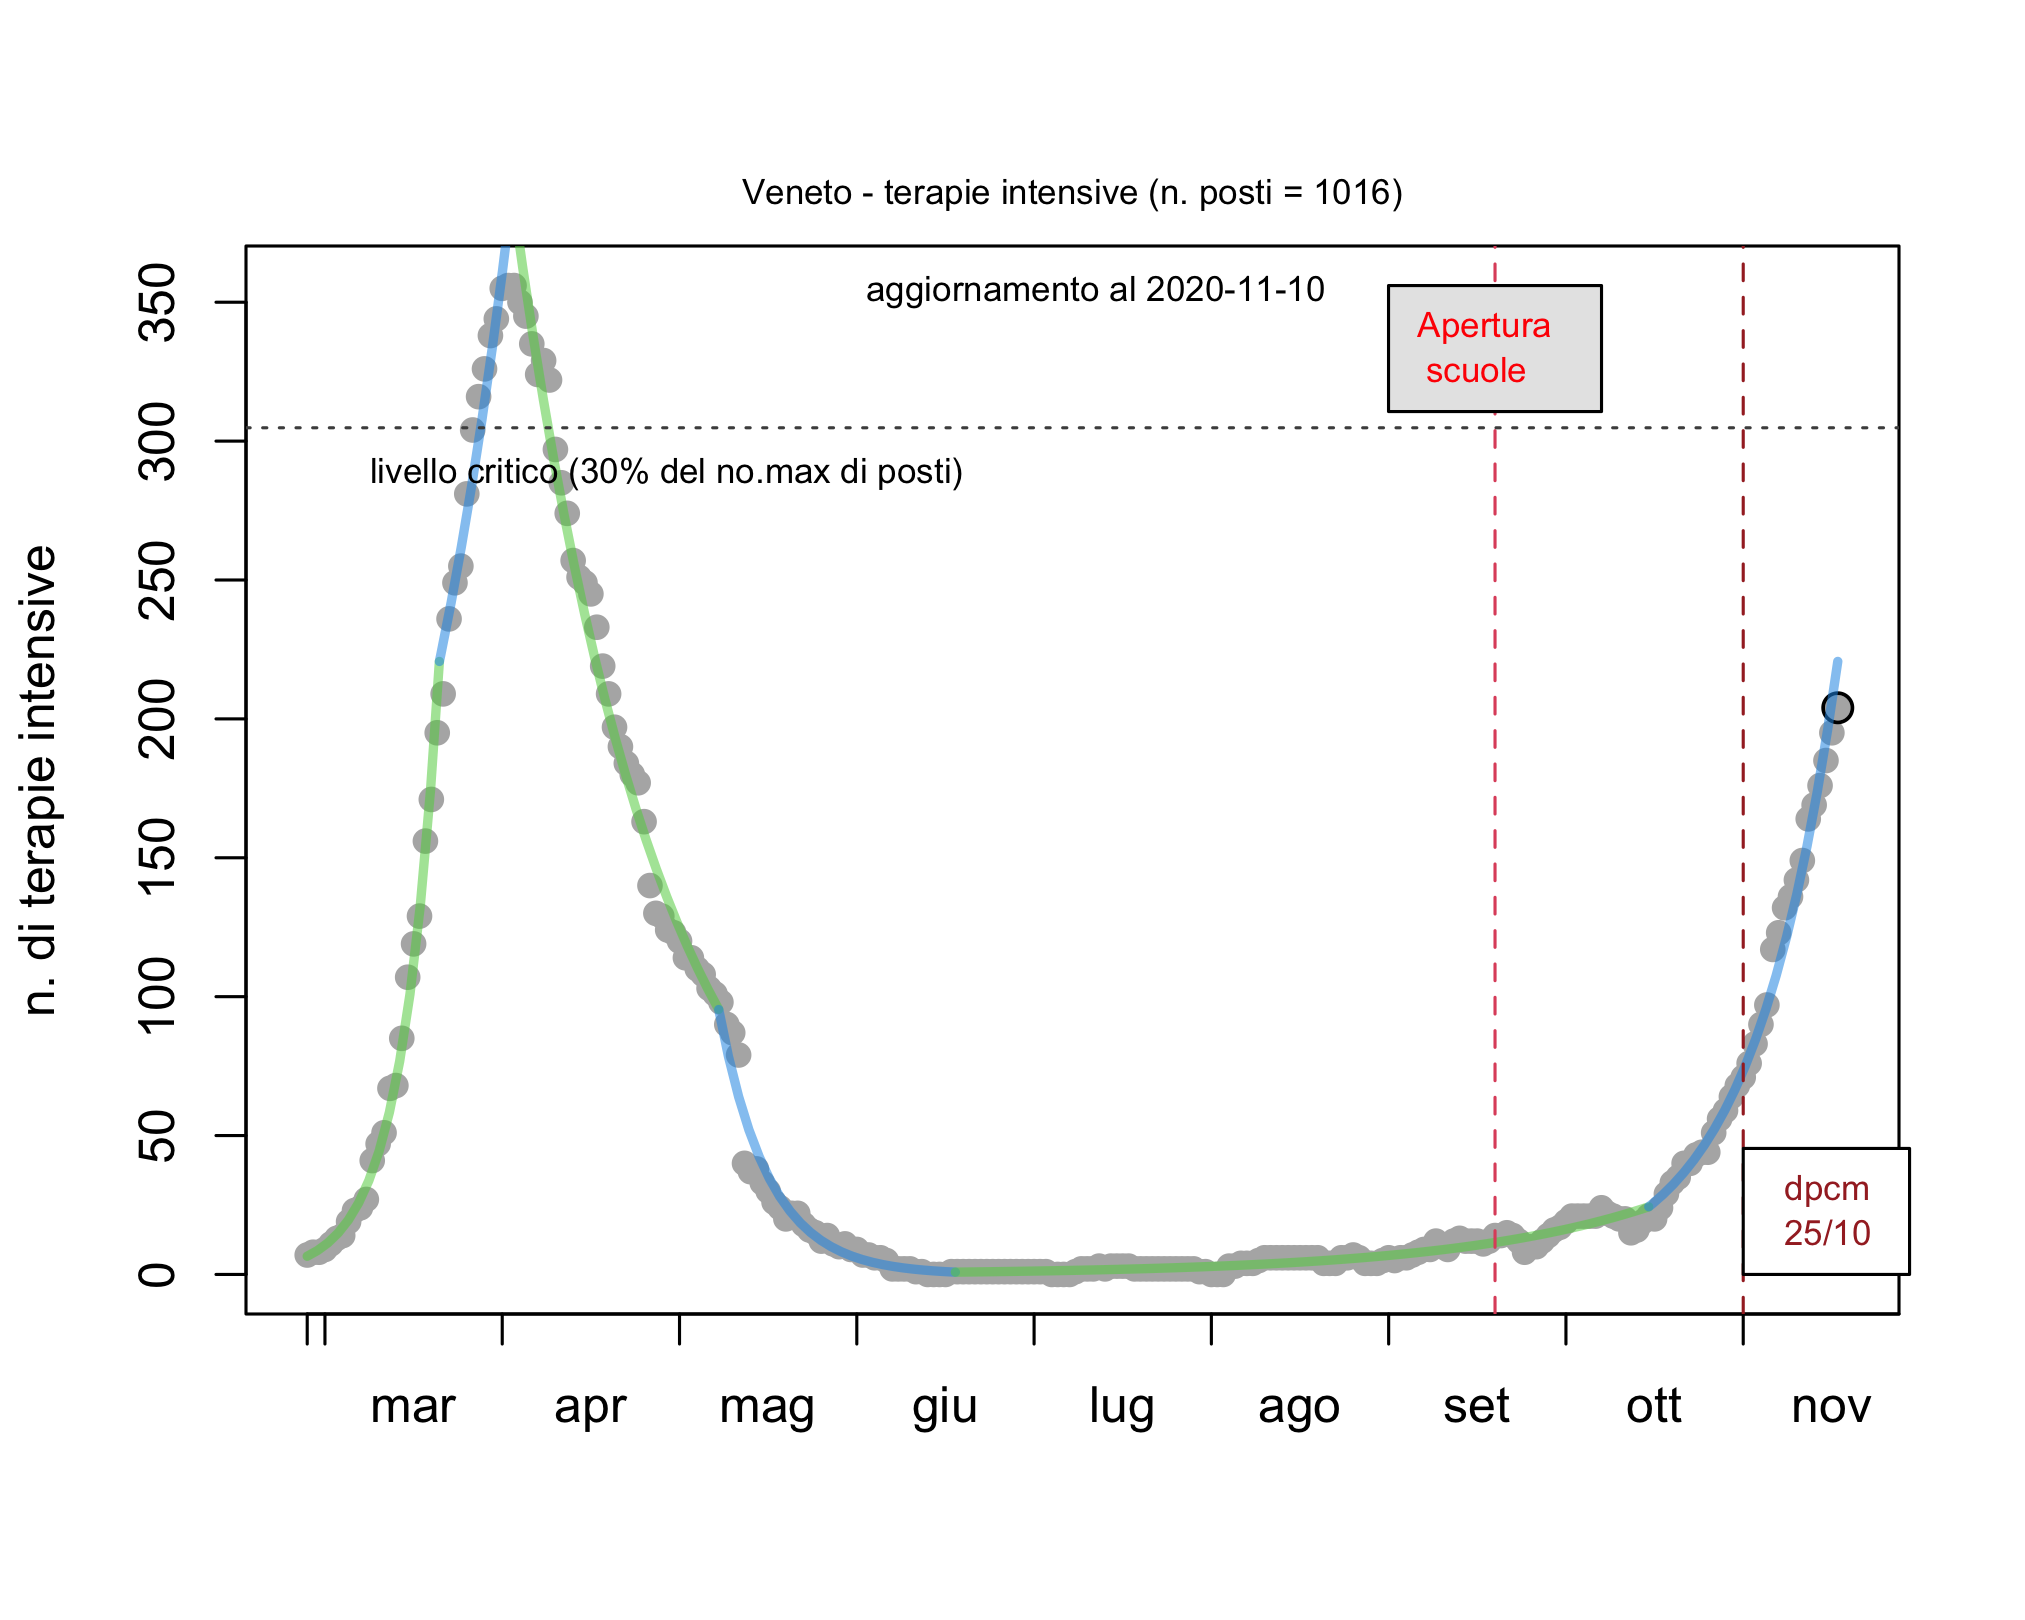 Veneto - terapie intensive (n. posti = 1016)
aggiornamento al 2020-11-10
Apertura
scuole
livello critico (30% del no.max di posti)
dpcm
25/10
n. di terapie intensive
350
300
250
200
150
100
50
0
mar apr mag giu lug ago set ott nov